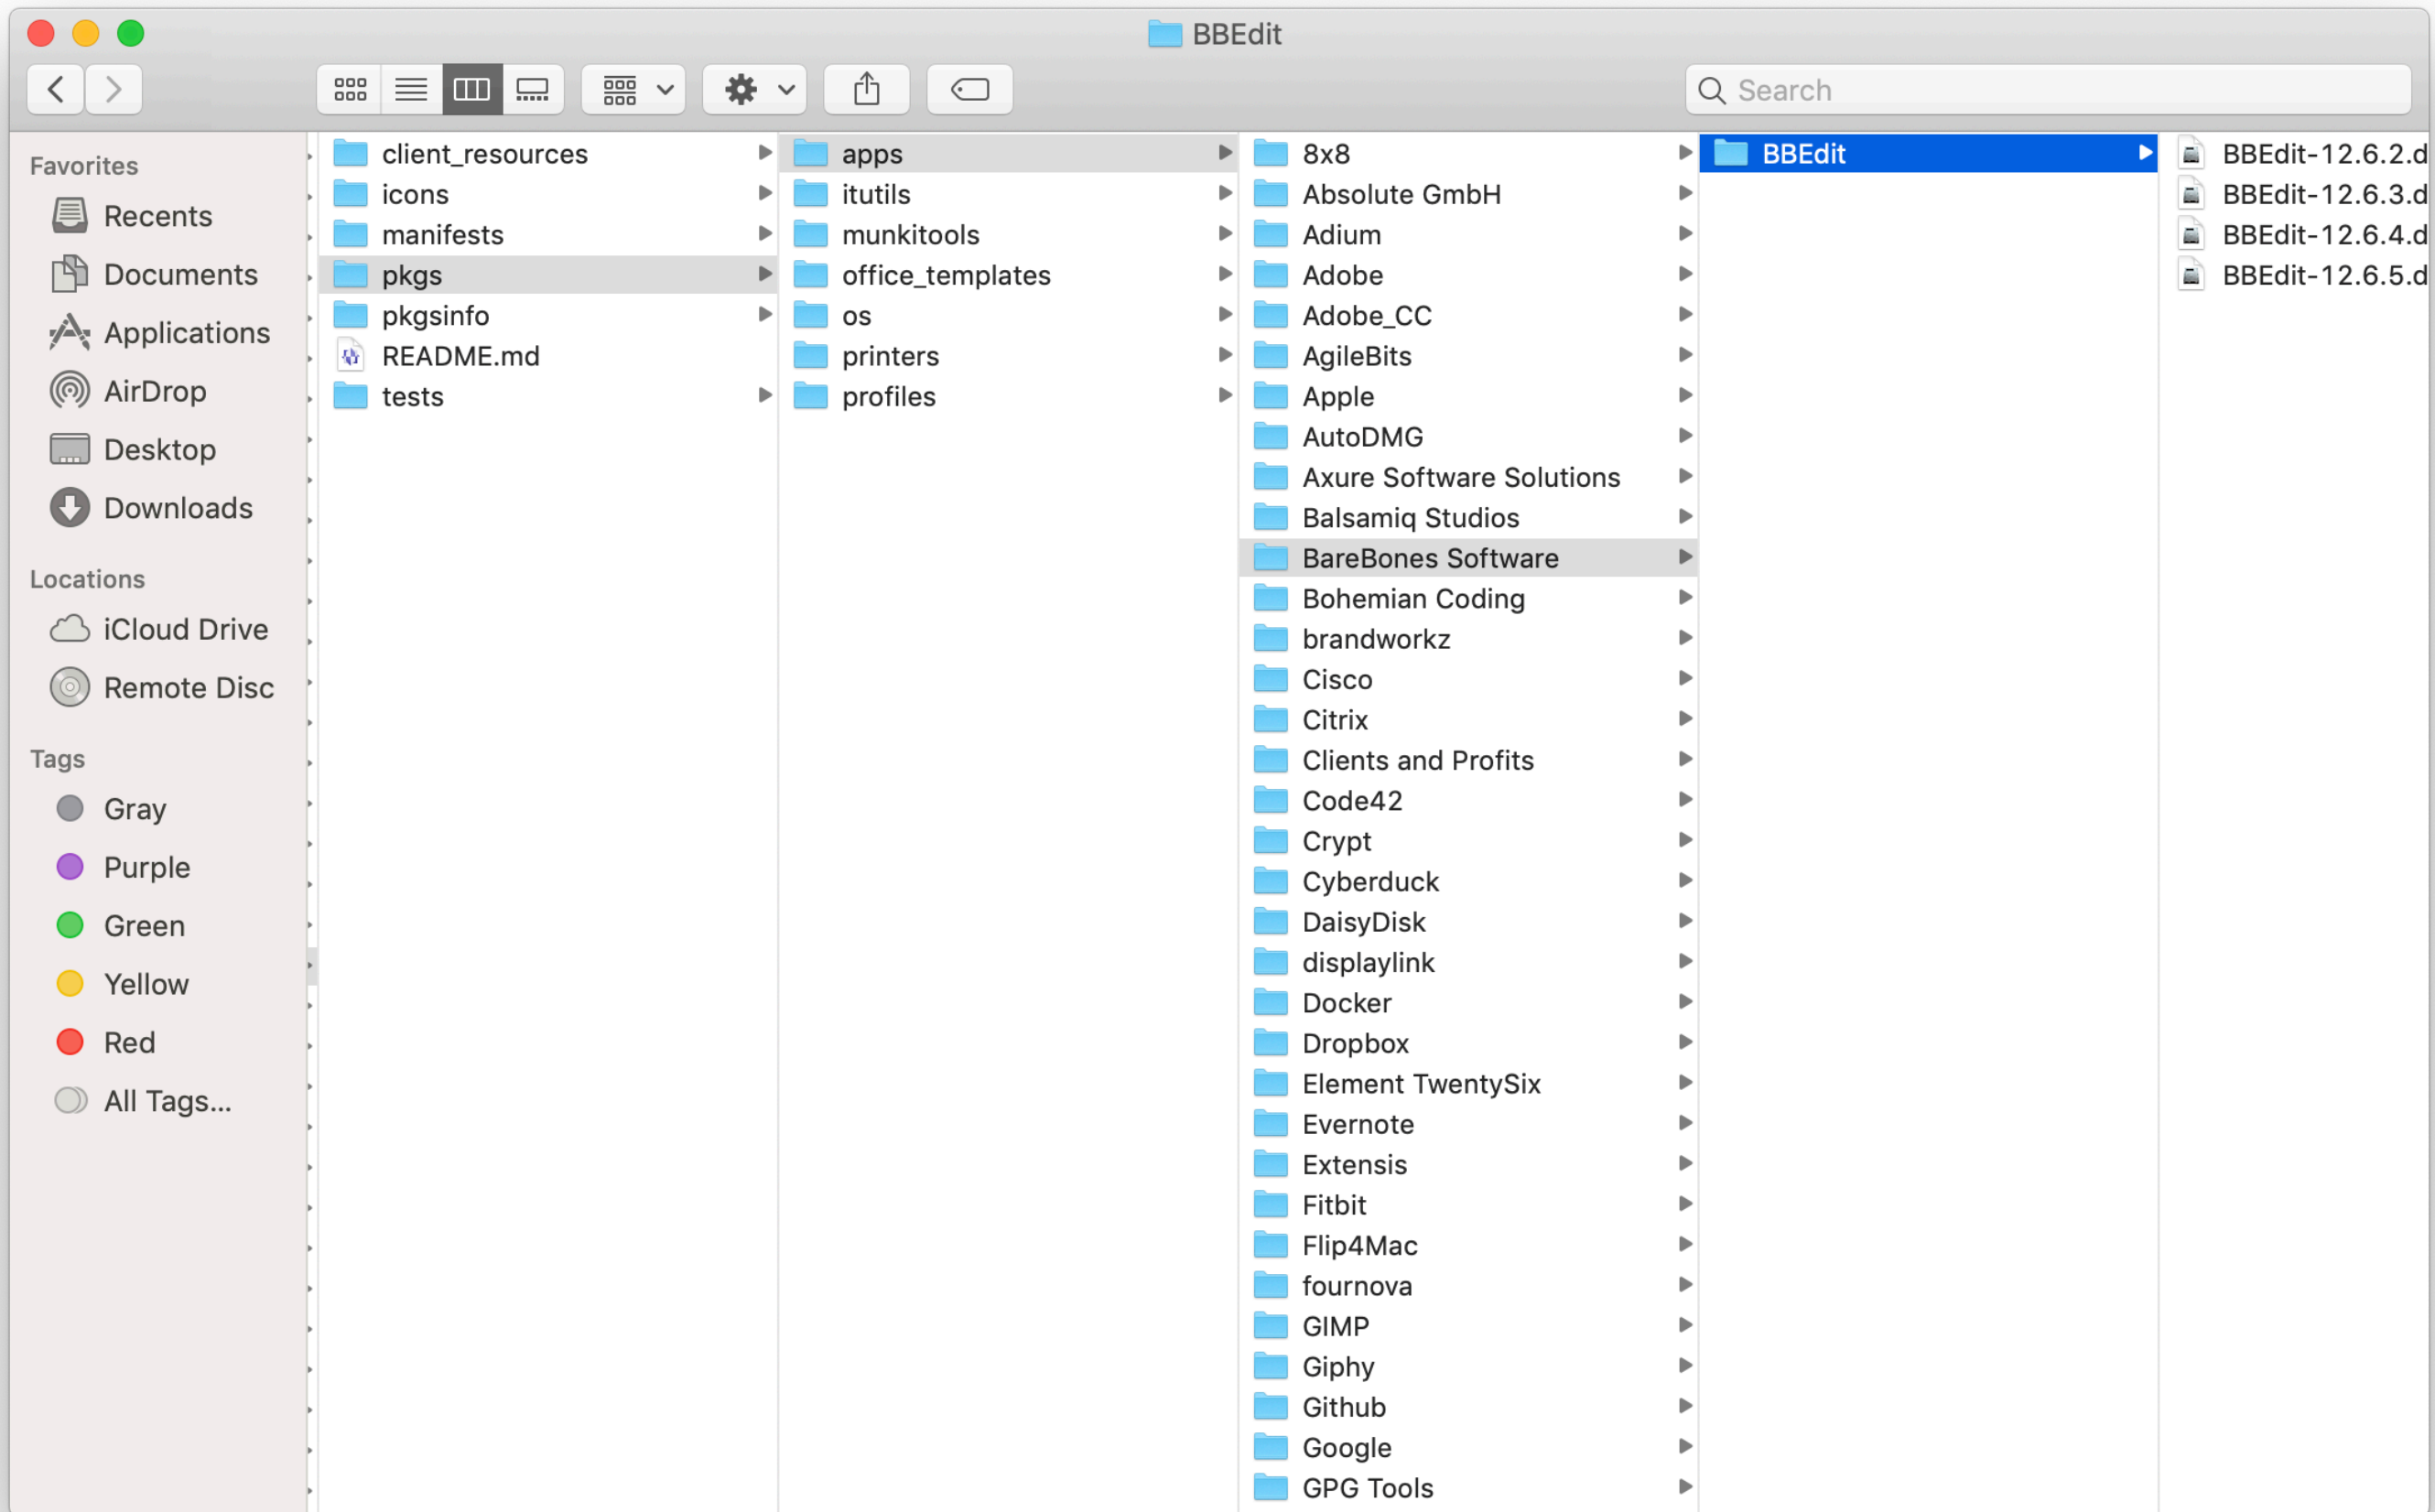 BBEdit
Search
Favorites
Recents
Documents
Applications
AirDrop
Desktop
Downloads
Locations
iCloud Drive
Remote Disc
Tags
Gray
Purple
Green
Yellow
Red
All Tags...
client_resources
icons
manifests
pkgs
pkgsinfo
README.md
tests
apps
itutils
munkitools
office_templates
os
printers
profiles
8x8
Absolute GmbH
Adium
Adobe
Adobe_CC
AgileBits
Apple
AutoDMG
Axure Software Solutions
Balsamiq Studios
BareBones Software
Bohemian Coding
brandworkz
Cisco
Citrix
Clients and Profits
Code42
Crypt
Cyberduck
DaisyDisk
displaylink
Docker
Dropbox
Element TwentySix
Evernote
Extensis
Fitbit
Flip4Mac
fournova
GIMP
Giphy
Github
Google
GPG Tools
BBEdit
BBEdit-12.6.2.d
BBEdit-12.6.3.d
BBEdit-12.6.4.d
BBEdit-12.6.5.d